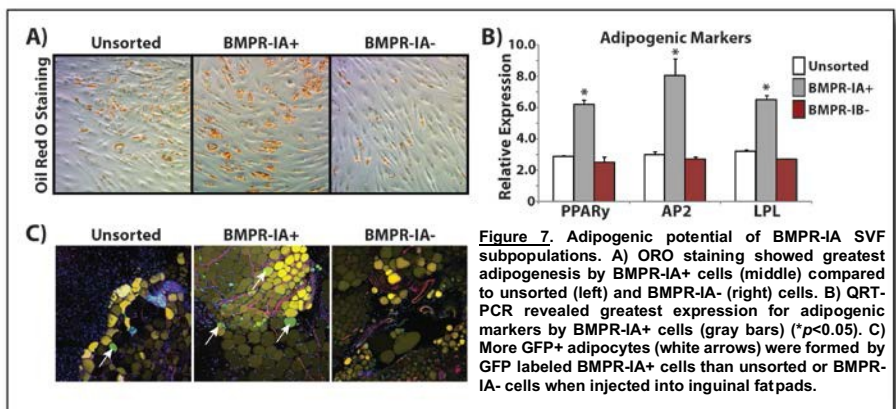 A)
Unsorted
BMPR-IA+
BMPR-IA-
Oil Red O Staining
B)
Adipogenic Markers
Relative Expression
10.0
8.0
6.0
4.0
2.0
.0
*
*
*
Unsorted
BMPR-IA+
BMPR-IB-
PPARγ
AP2
LPL
C)
Unsorted
BMPR-IA+
BMPR-IA-
Figure 7. Adipogenic potential of BMPR-IA SVF
subpopulations. A) ORO staining showed greatest
adipogenesis by BMPR-IA+ cells (middle) compared
to unsorted (left) and BMPR-IA- (right) cells. B) QRT-
PCR revealed greatest expression for adipogenic
markers by BMPR-IA+ cells (gray bars) (*p<0.05). C)
More GFP+ adipocytes (white arrows) were formed by
GFP labeled BMPR-IA+ cells than unsorted or BMPR-
IA- cells when injected into inguinal fatpads.